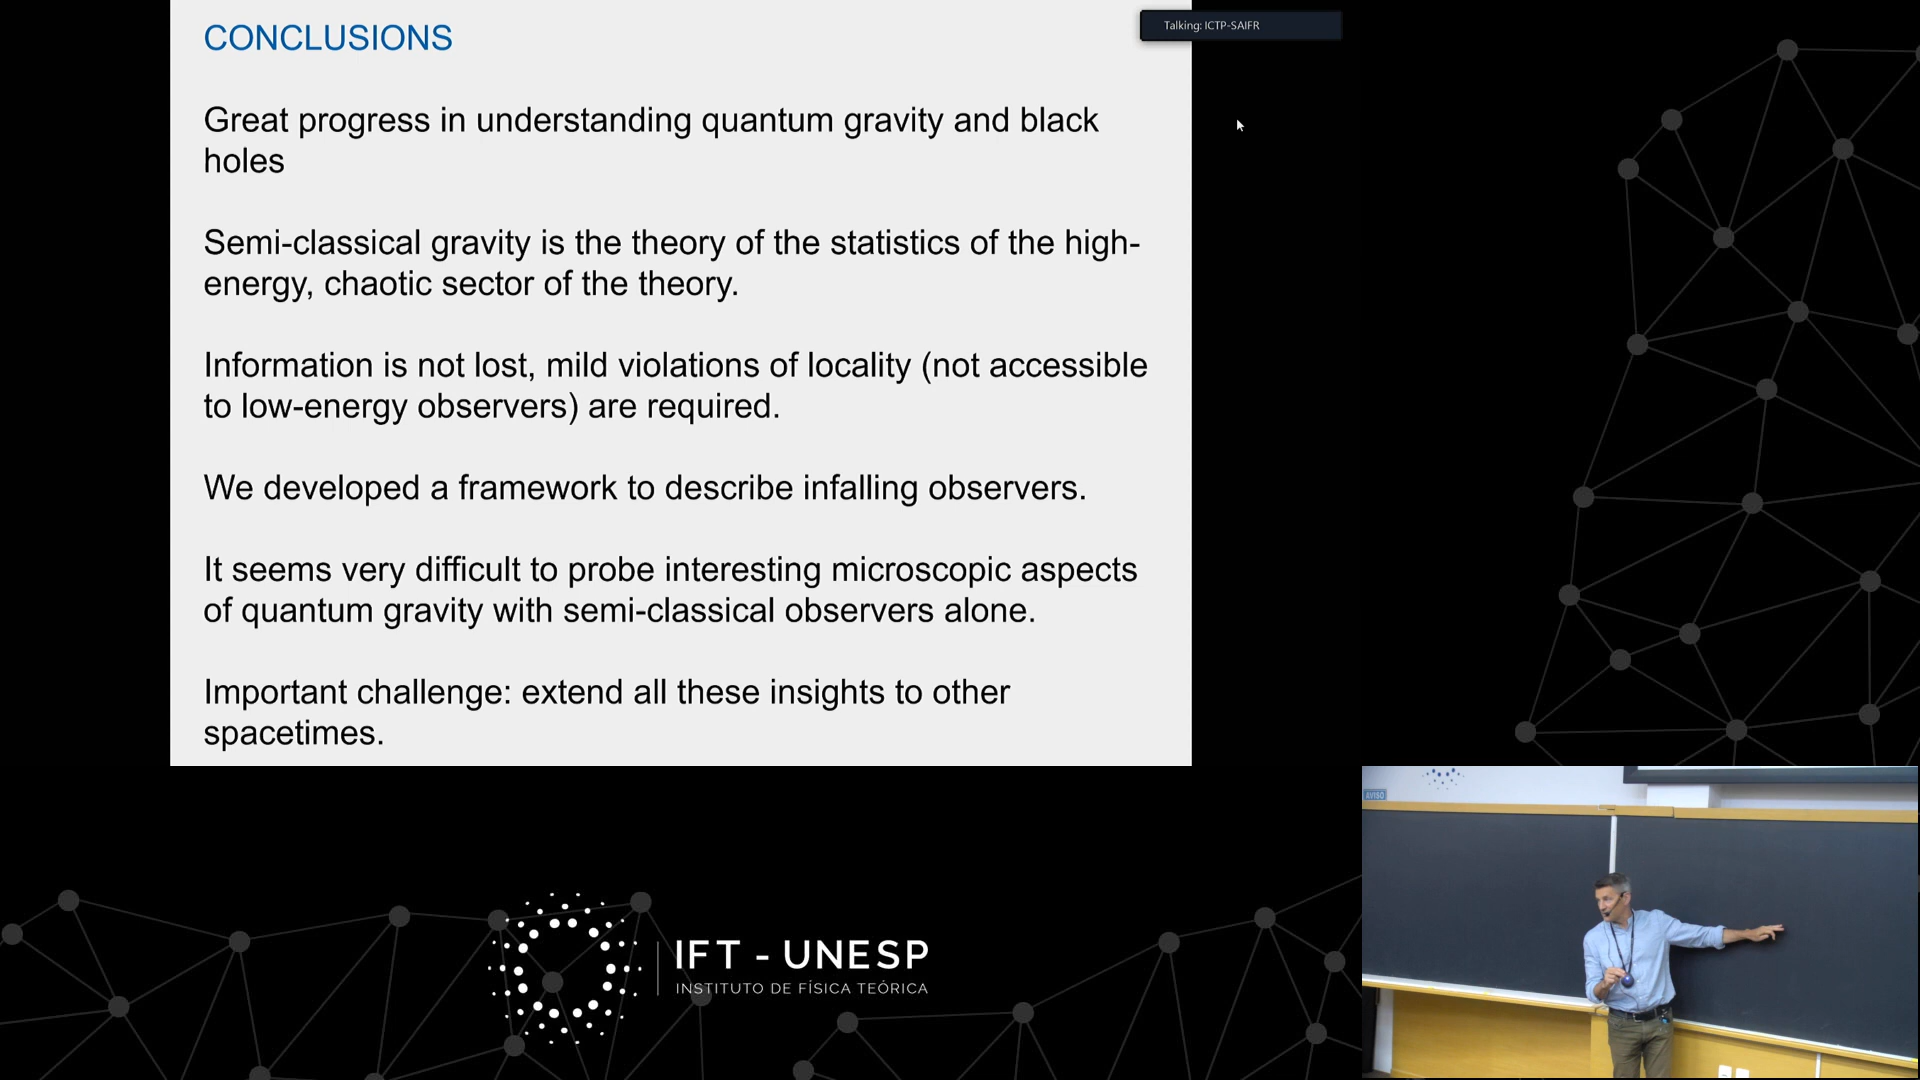 CONCLUSIONS
Talking: ICTP-SAIFR
Great progress in understanding quantum gravity and black
holes
Semi-classical gravity is the theory of the statistics of the high-
energy, chaotic sector of the theory.
Information is not lost, mild violations of locality (not accessible
to low-energy observers) are required.
We developed a framework to describe infalling observers.
It seems very difficult to probe interesting microscopic aspects
of quantum gravity with semi-classical observers alone.
Important challenge: extend all these insights to other
spacetimes.
AVISO
IFT - UNESP
INSTITUTO DE FÍSICA TEÓRICA